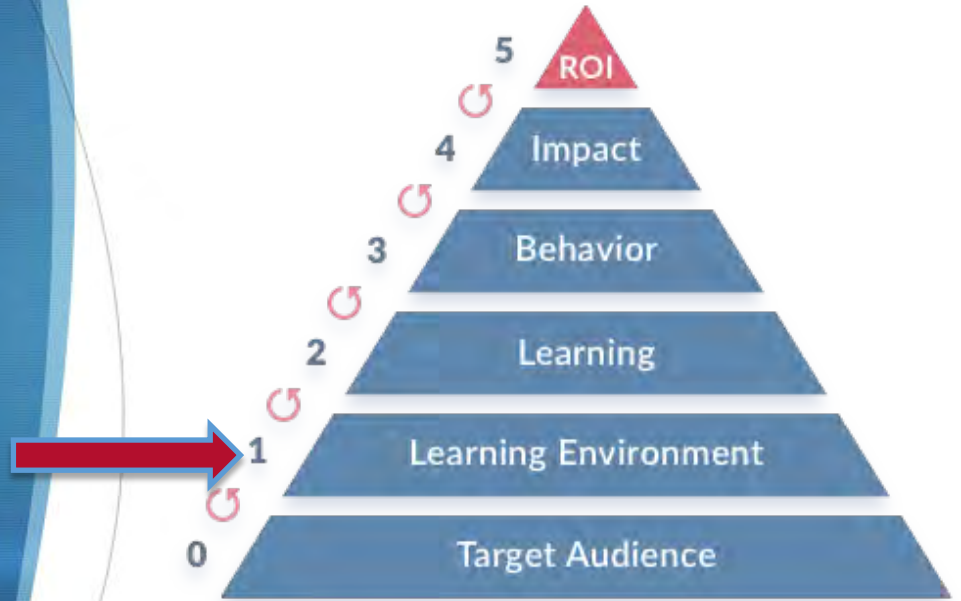 5 ROI
4 Impact
3 Behavior
2 Learning
1 Learning Environment
0 Target Audience